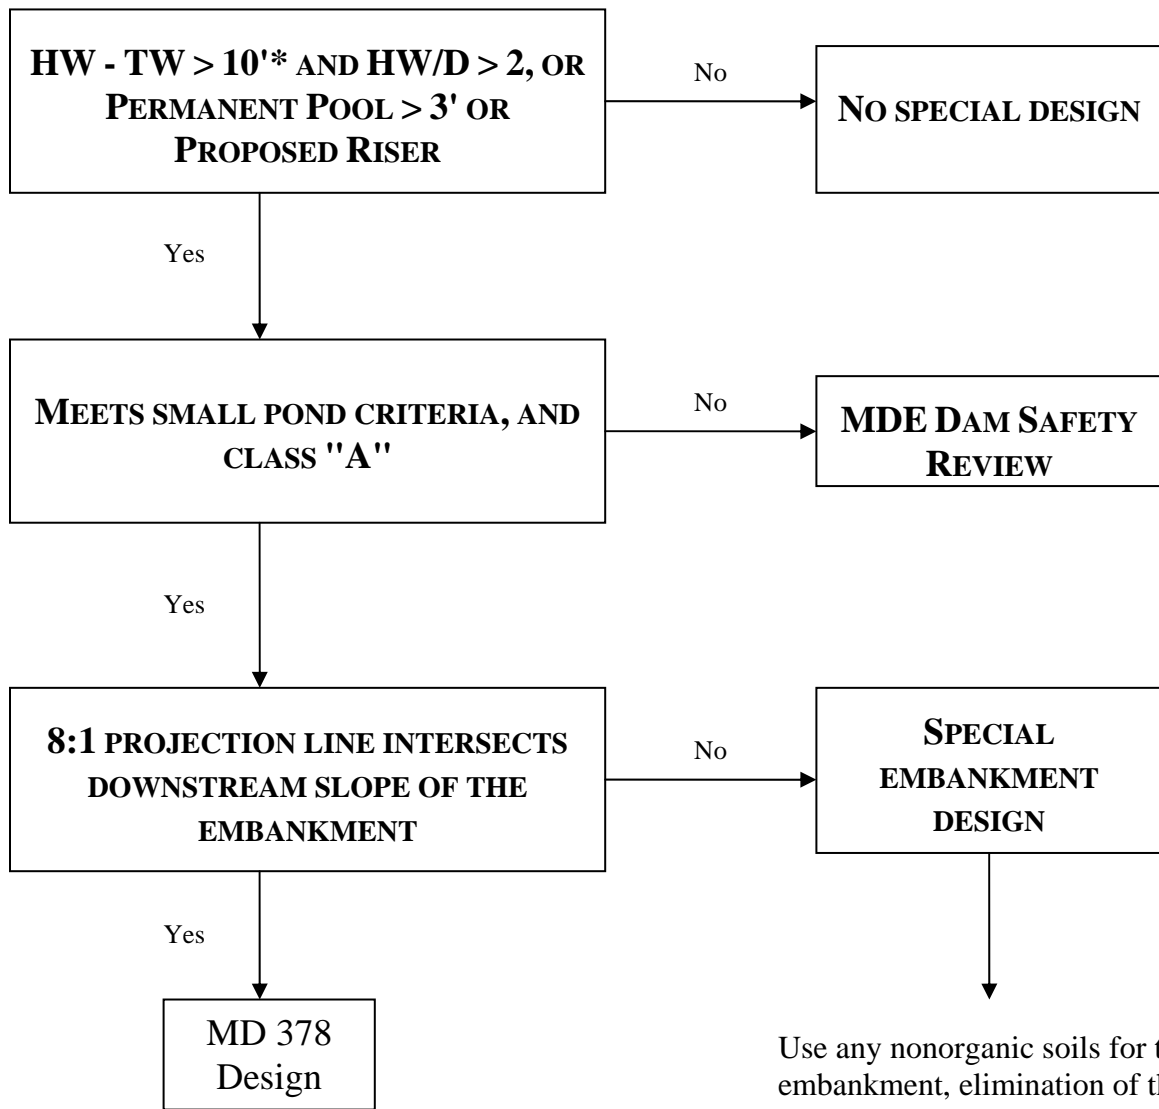 HW - TW > 10'* AND HW/D > 2, OR
PERMANENT POOL > 3' OR
PROPOSED RISER
No
NO SPECIAL DESIGN
Yes
MEETS SMALL POND CRITERIA, AND
CLASS "A"
No
MDE DAM SAFETY
REVIEW
Yes
8:1 PROJECTION LINE INTERSECTS
DOWNSTREAM SLOPE OF THE
EMBANKMENT
No
SPECIAL
EMBANKMENT
DESIGN
Yes
MD 378
Design
Use any nonorganic soils for
embankment, elimination of